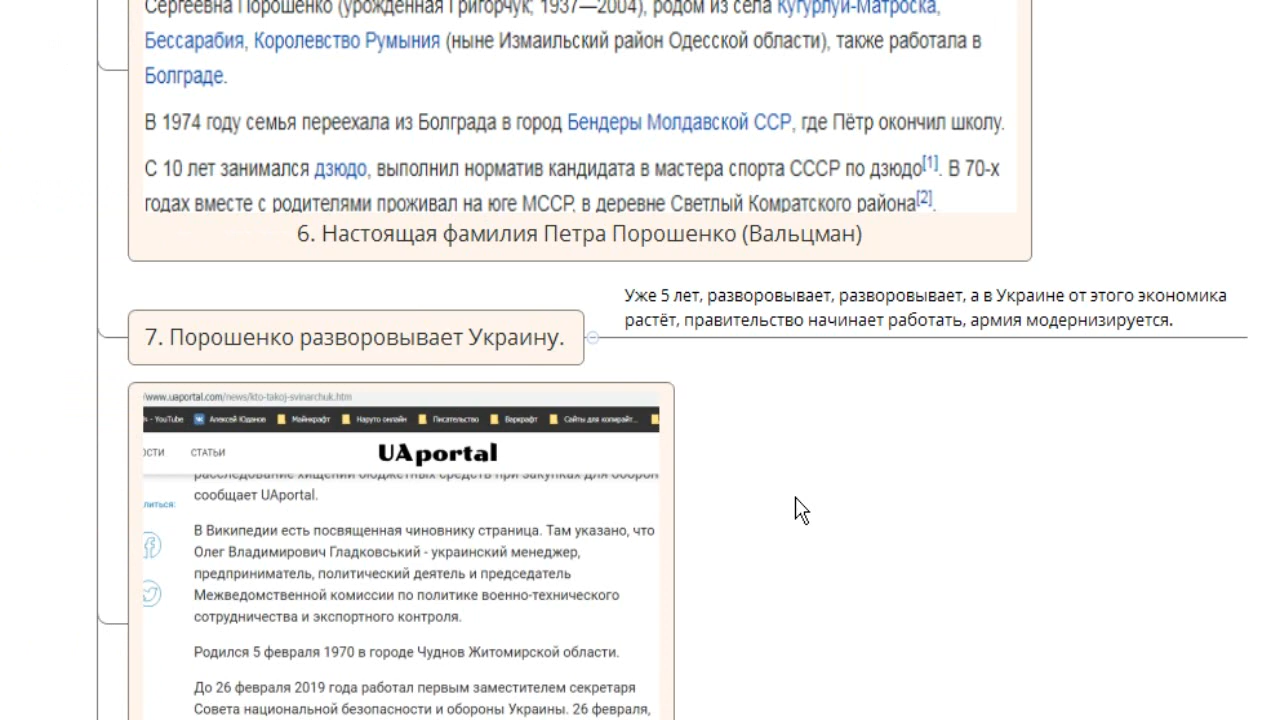 Сергеевна Порошенко (урождённая Григорчук; 1937—2004), родом из села Кугурлуй-Матроска,
Бессарабия, Королевство Румыния (ныне Измаильский район Одесской области), также работала в
Болграде.
В 1974 году семья переехала из Болграда в город Бендеры Молдавской ССР, где Пётр окончил школу.
С 10 лет занимался дзюдо, выполнил норматив кандидата в мастера спорта СССР по дзюдо[1]. В 70-х
годах вместе с родителями проживал на юге МССР, в деревне Светлый Комратского района[2].
6. Настоящая фамилия Петра Порошенко (Вальцман)
Уже 5 лет, разворовывает, разворовывает, а в Украине от этого экономика
растёт, правительство начинает работать, армия модернизируется.
7. Порошенко разворовывает Украину.
/www.uaportal.com/news/kto-takoj-svinarchuk.htm
- YouTube Алексей Юданов Майнкрафт Наруто онлайн Писательство Варкрафт Сайты для копирайт...
ОСТИ СТАТЬИ UAportal
расследование хищений бюджетных средств при закупках для оборон
сообщает UAportal.
литься:
В Википедии есть посвященная чиновнику страница. Там указано, что
Олег Владимирович Гладковський - украинский менеджер,
предприниматель, политический деятель и председатель
Межведомственной комиссии по политике военно-технического
сотрудничества и экспортного контроля.
Родился 5 февраля 1970 в городе Чуднов Житомирской области.
До 26 февраля 2019 года работал первым заместителем секретаря
Совета национальной безопасности и обороны Украины. 26 февраля,